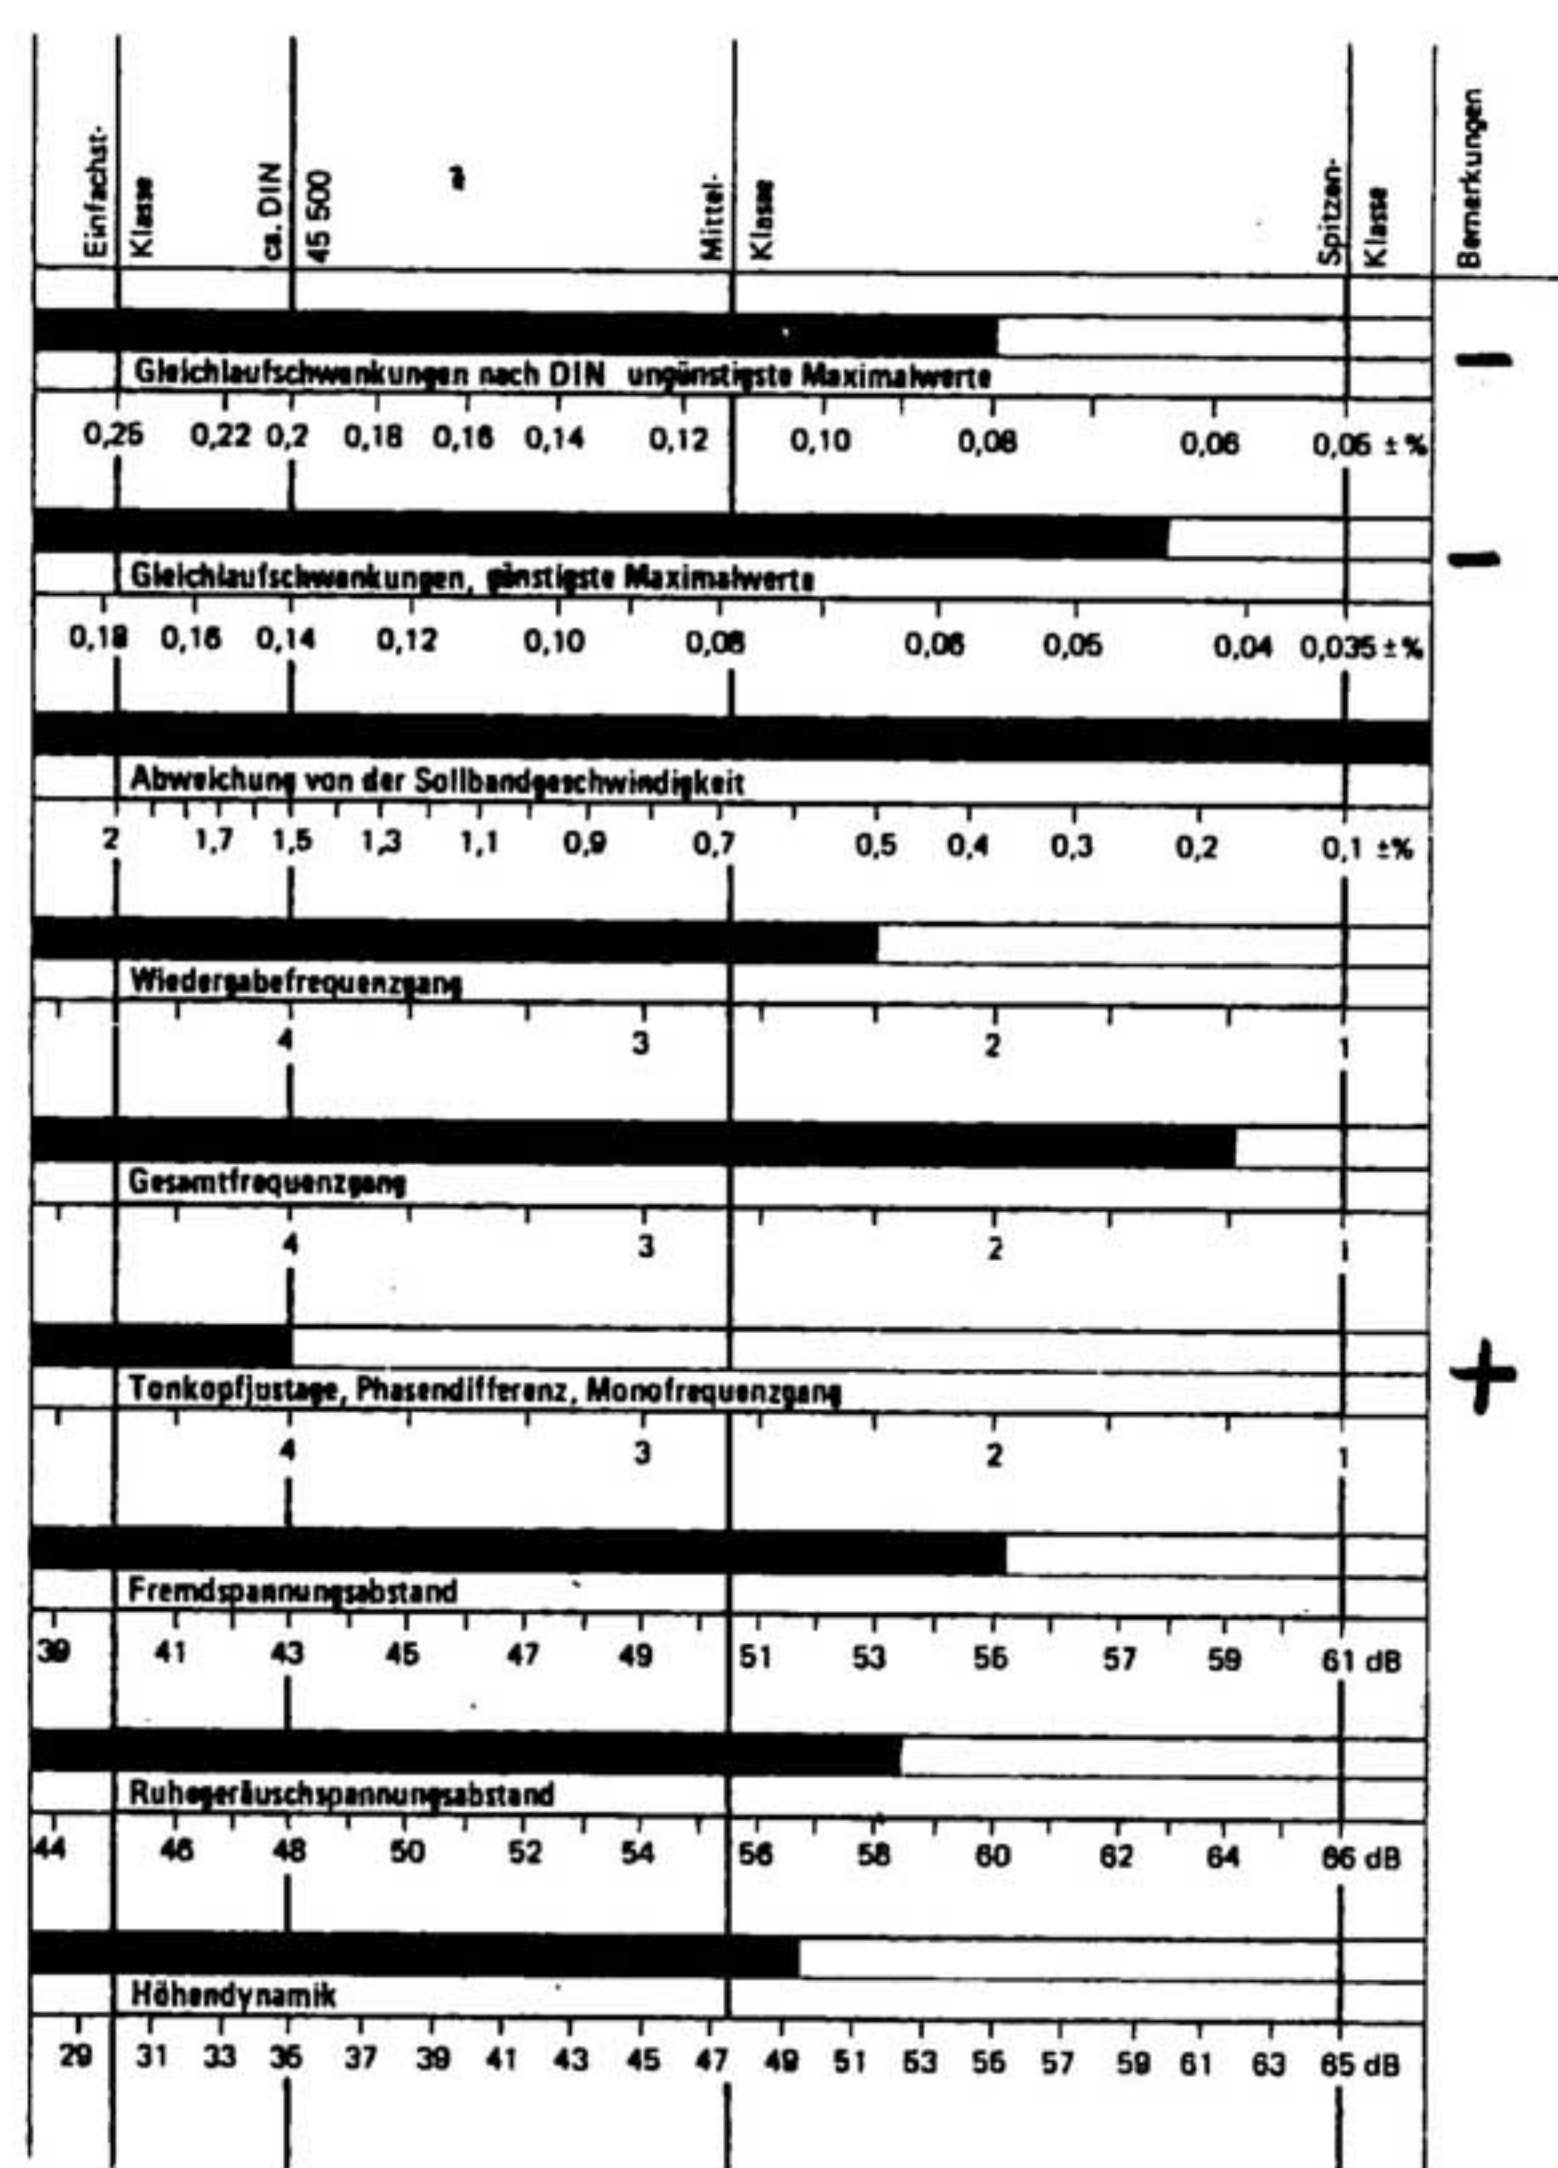 Einfachst-
Klasse
ca. DIN
45 500
Mittel-
Klasse
Spitzen-
Klasse
Bemerkungen
Gleichlaufschwankungen nach DIN ungünstigste Maximalwerte
−
0,25 0,22 0,2 0,18 0,16 0,14 0,12 0,10 0,08 0,06 0,05 ± %
Gleichlaufschwankungen, günstigste Maximalwerte
−
0,18 0,16 0,14 0,12 0,10 0,08 0,06 0,05 0,04 0,035 ± %
Abweichung von der Sollbandgeschwindigkeit
2 1,7 1,5 1,3 1,1 0,9 0,7 0,5 0,4 0,3 0,2 0,1 ±%
Wiedergabefrequenzgang
4 3 2 1
Gesamtfrequenzgang
4 3 2 1
Tonkopfjustage, Phasendifferenz, Monofrequenzgang
+
4 3 2 1
Fremdspannungsabstand
39 41 43 45 47 49 51 53 55 57 59 61 dB
Ruhegeräuschspannungsabstand
44 46 48 50 52 54 56 58 60 62 64 66 dB
Höhendynamik
29 31 33 35 37 39 41 43 45 47 49 51 53 55 57 59 61 63 65 dB